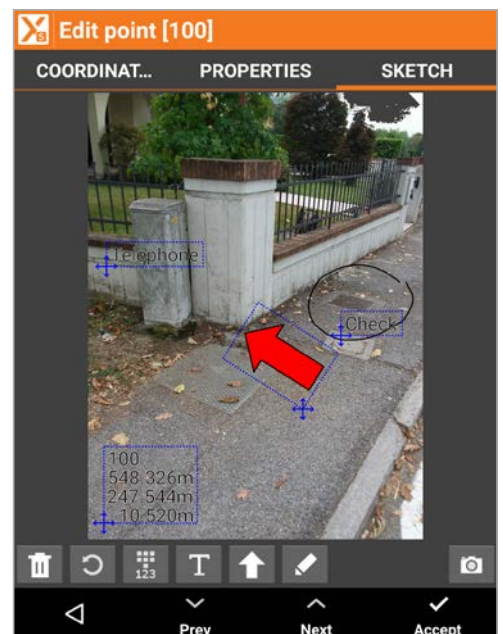 Edit point [100]
COORDINAT... PROPERTIES SKETCH
Telephone
Check
100
548.326m
247.544m
10.520m
123
T
Prev Next Accept